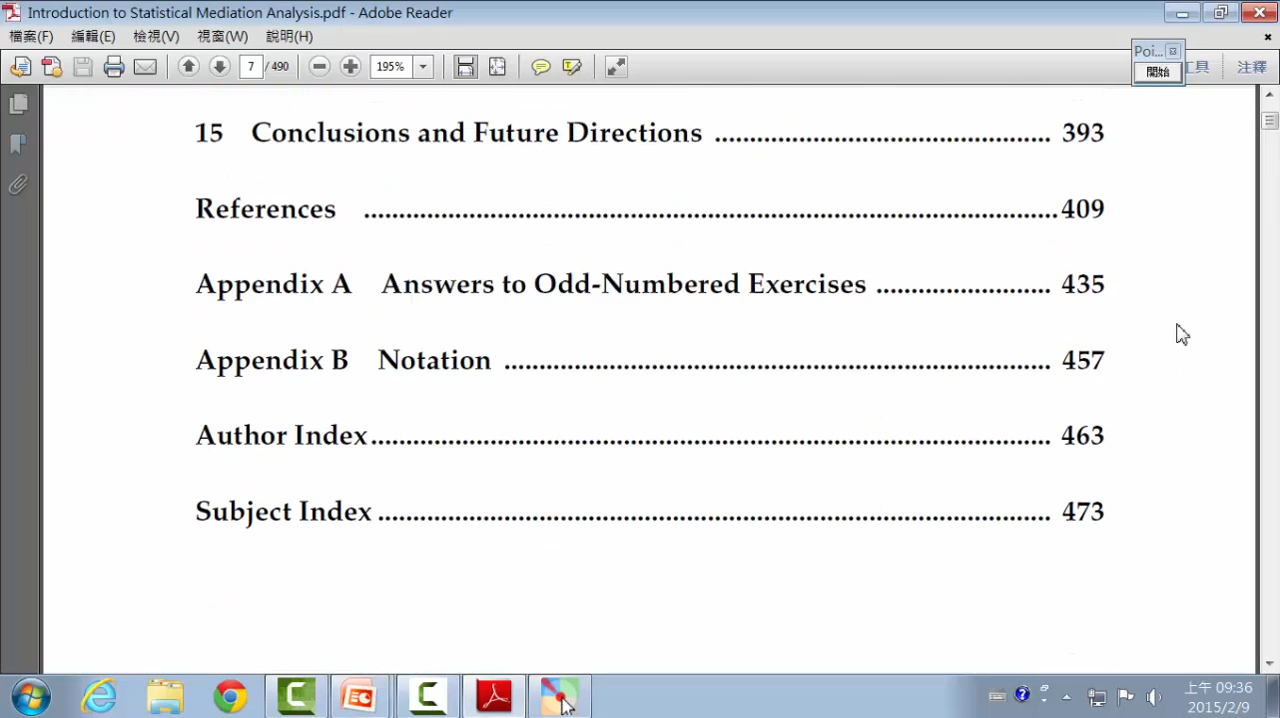 Introduction to Statistical Mediation Analysis.pdf - Adobe Reader
檔案(F) 編輯(E) 檢視(V) 視窗(W) 說明(H)
Poi...
開始
7 / 490 195% 工具 注釋
15 Conclusions and Future Directions ................................................ 393
References ....................................................................................................409
Appendix A Answers to Odd-Numbered Exercises ......................... 435
Appendix B Notation .............................................................................. 457
Author Index................................................................................................. 463
Subject Index ................................................................................................ 473
上午 09:36
2015/2/9